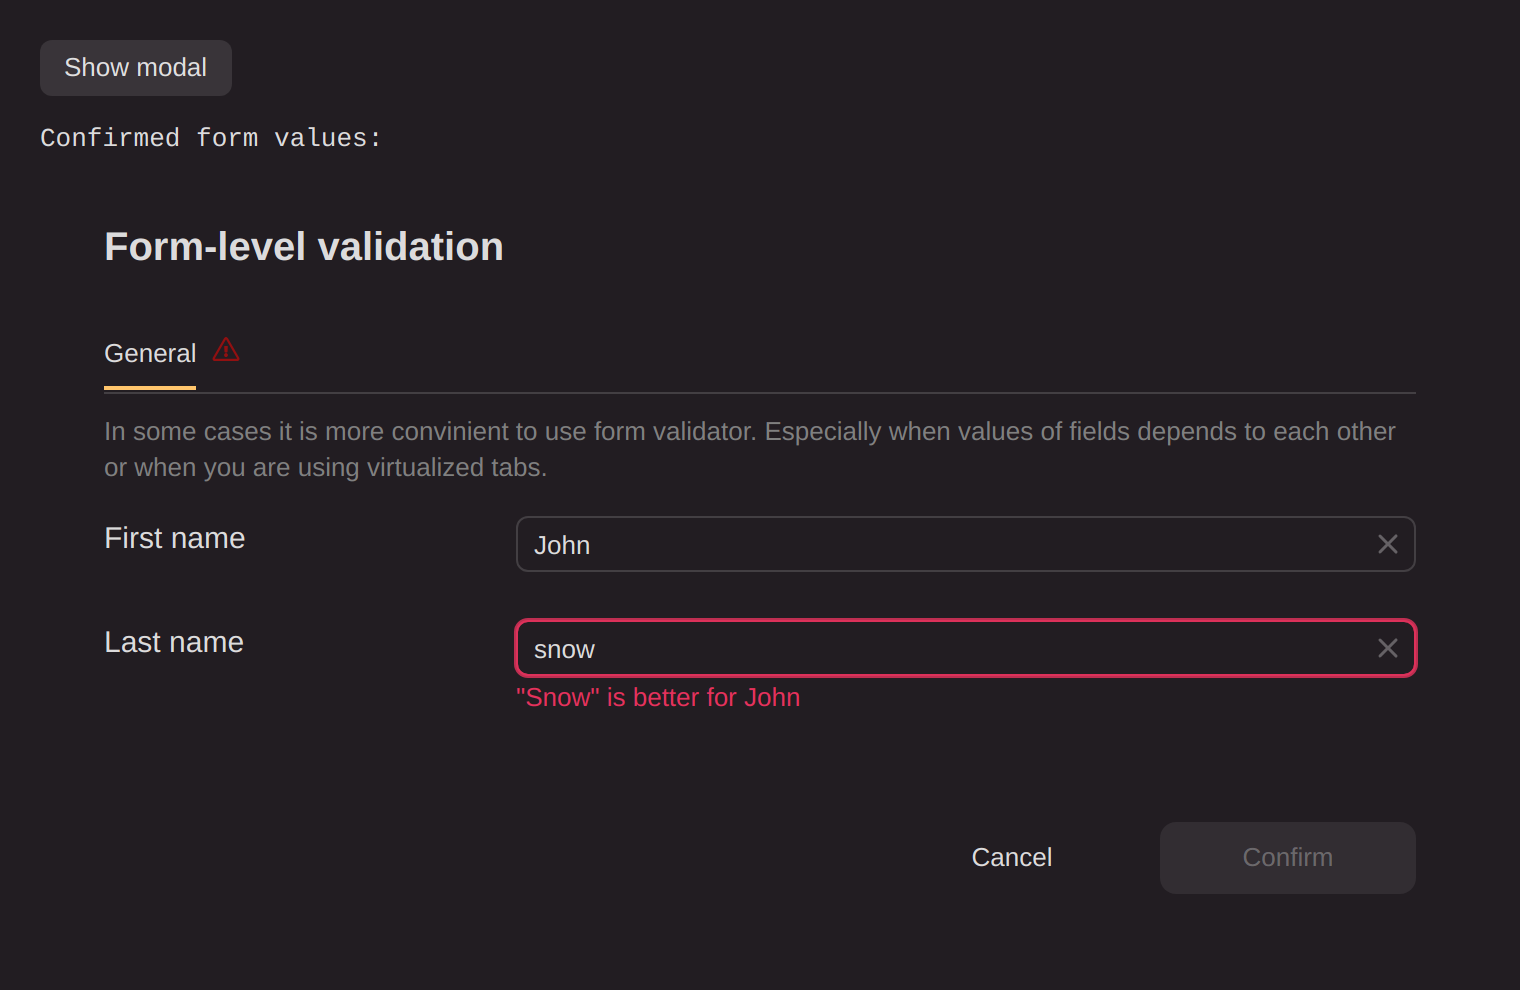 Show modal
Confirmed form values:
Form-level validation
General
In some cases it is more convinient to use form validator. Especially when values of fields depends to each other
or when you are using virtualized tabs.
First name
John
Last name
snow
"Snow" is better for John
Cancel
Confirm